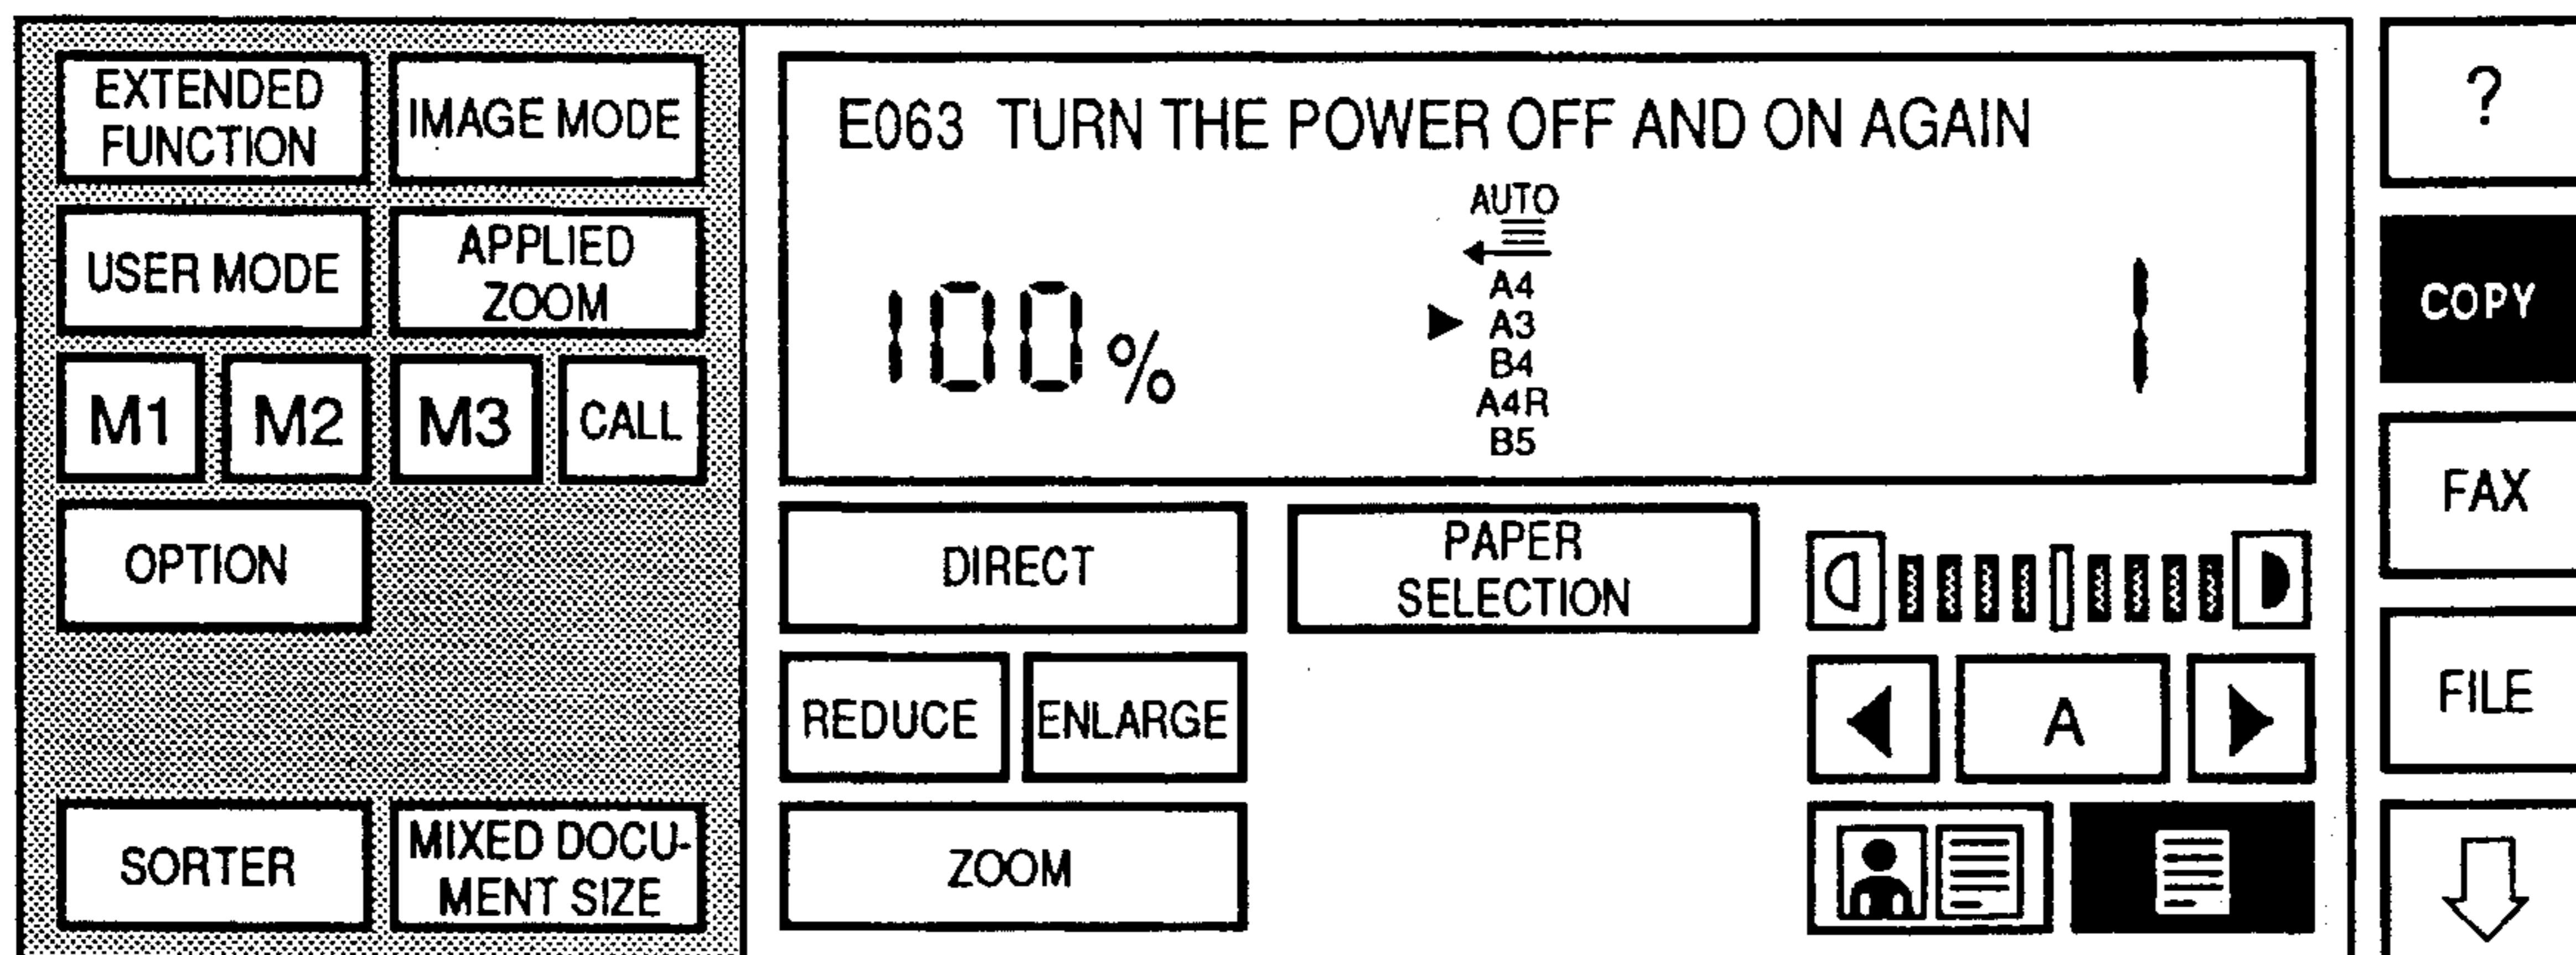 EXTENDED
FUNCTION
IMAGE MODE
USER MODE
APPLIED
ZOOM
M1
M2
M3
CALL
OPTION
SORTER
MIXED DOCU-
MENT SIZE
E063 TURN THE POWER OFF AND ON AGAIN
AUTO
A4
A3
B4
A4R
B5
100%
1
DIRECT
PAPER
SELECTION
REDUCE
ENLARGE
A
ZOOM
?
COPY
FAX
FILE